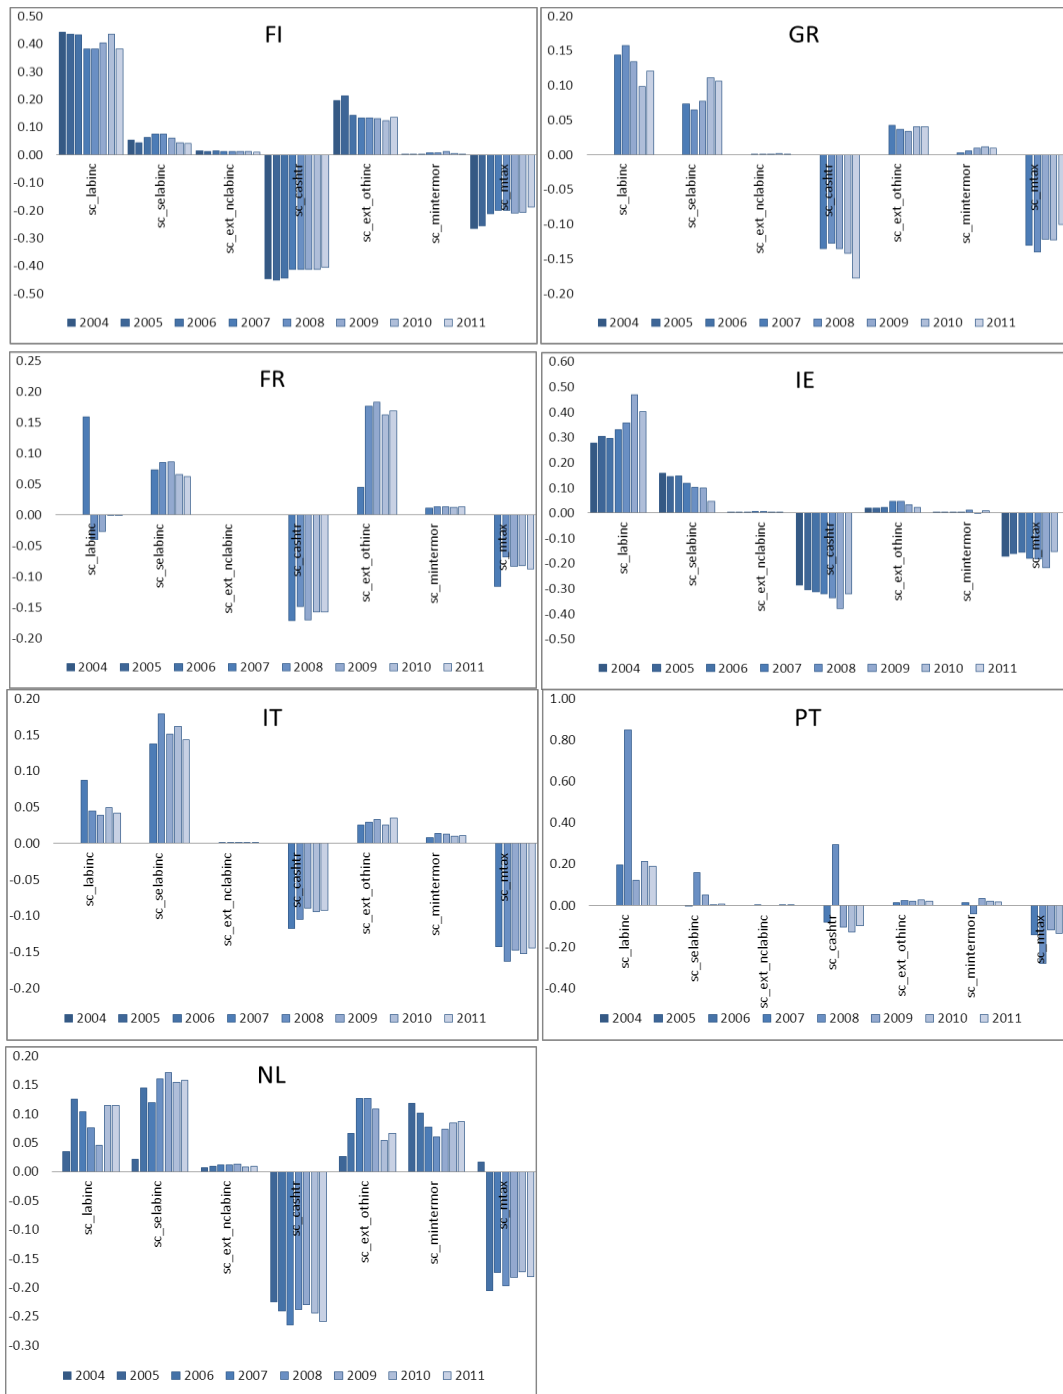 FI
0.50
0.40
0.30
0.20
0.10
0.00
-0.10
-0.20
-0.30
-0.40
-0.50
sc_labinc
sc_selabinc
sc_ext_nclabinc
sc_cashtr
sc_ext_othinc
sc_mintermor
sc_mtax
2004 2005 2006 2007 2008 2009 2010 2011
GR
0.20
0.15
0.10
0.05
0.00
-0.05
-0.10
-0.15
-0.20
sc_labinc
sc_selabinc
sc_ext_nclabinc
sc_cashtr
sc_ext_othinc
sc_mintermor
sc_mtax
2004 2005 2006 2007 2008 2009 2010 2011
FR
0.25
0.20
0.15
0.10
0.05
0.00
-0.05
-0.10
-0.15
-0.20
sc_labinc
sc_selabinc
sc_ext_nclabinc
sc_cashtr
sc_ext_othinc
sc_mintermor
sc_mtax
2004 2005 2006 2007 2008 2009 2010 2011
IE
0.60
0.50
0.40
0.30
0.20
0.10
0.00
-0.10
-0.20
-0.30
-0.40
-0.50
sc_labinc
sc_selabinc
sc_ext_nclabinc
sc_cashtr
sc_ext_othinc
sc_mintermor
sc_mtax
2004 2005 2006 2007 2008 2009 2010 2011
IT
0.20
0.15
0.10
0.05
0.00
-0.05
-0.10
-0.15
-0.20
sc_labinc
sc_selabinc
sc_ext_nclabinc
sc_cashtr
sc_ext_othinc
sc_mintermor
sc_mtax
2004 2005 2006 2007 2008 2009 2010 2011
PT
1.00
0.80
0.60
0.40
0.20
0.00
-0.20
-0.40
sc_labinc
sc_selabinc
sc_ext_nclabinc
sc_cashtr
sc_ext_othinc
sc_mintermor
sc_mtax
2004 2005 2006 2007 2008 2009 2010 2011
NL
0.20
0.15
0.10
0.05
0.00
-0.05
-0.10
-0.15
-0.20
-0.25
-0.30
sc_labinc
sc_selabinc
sc_ext_nclabinc
sc_cashtr
sc_ext_othinc
sc_mintermor
sc_mtax
2004 2005 2006 2007 2008 2009 2010 2011